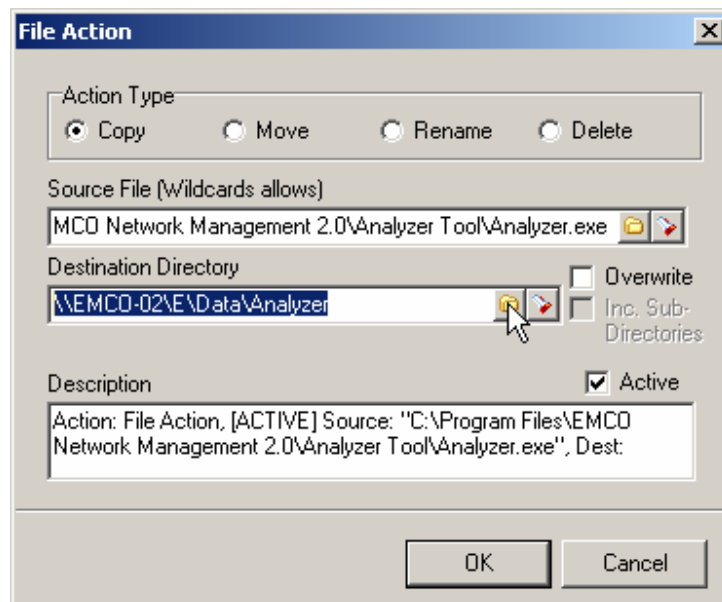 File Action
Action Type
Copy Move Rename Delete
Source File (Wildcards allows)
MCO Network Management 2.0\Analyzer Tool\Analyzer.exe
Destination Directory
Overwrite
\\EMCO-02\E\Data\Analyzer
Inc. Sub-
Directories
Description
Active
Action: File Action, [ACTIVE] Source: "C:\Program Files\EMCO
Network Management 2.0\Analyzer Tool\Analyzer.exe", Dest:
OK Cancel